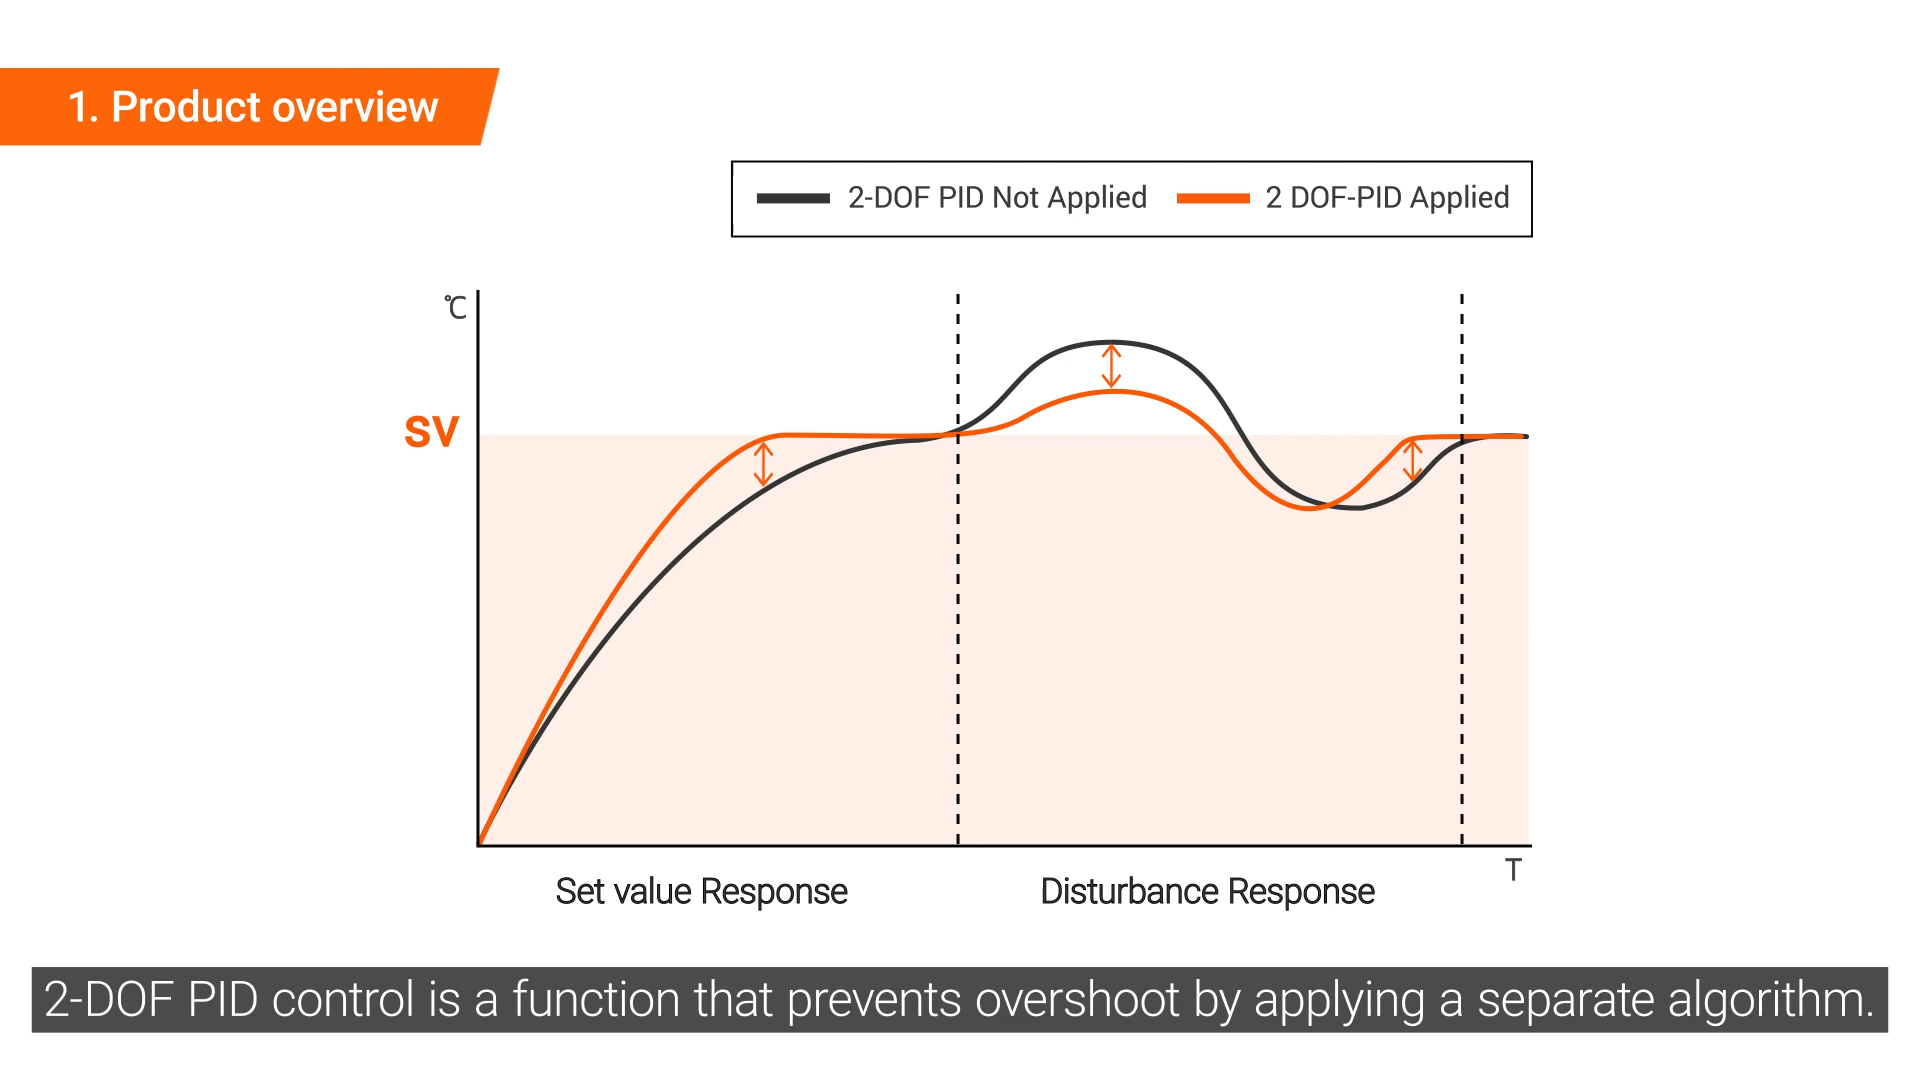 1. Product overview
2-DOF PID Not Applied
2 DOF-PID Applied
℃
SV
T
Set value Response
Disturbance Response
2-DOF PID control is a function that prevents overshoot by applying a separate algorithm.